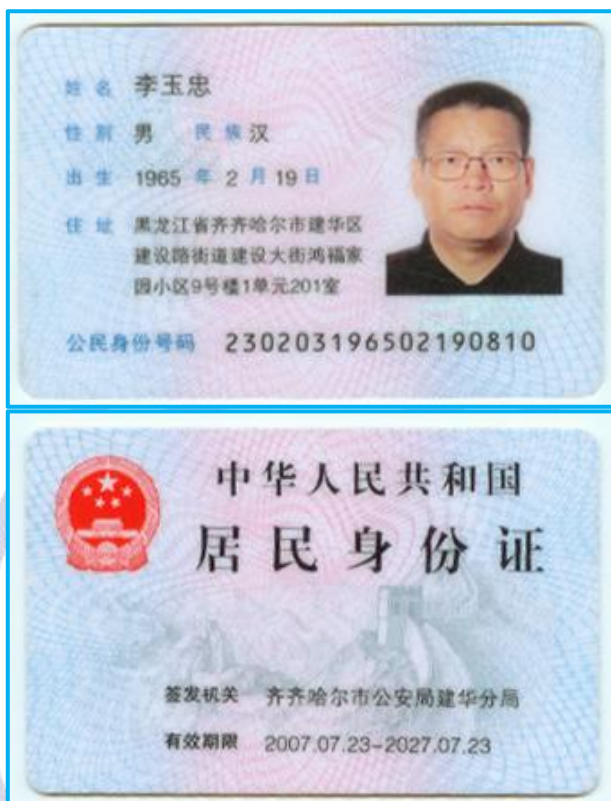 姓名 李玉忠
性别 男 民族 汉
出生 1965 年 2 月 19 日
住址 黑龙江省齐齐哈尔市建华区
建设路街道建设大街鸿福家
园小区9号楼1单元201室
公民身份号码 230203196502190810
中华人民共和国
居民身份证
签发机关 齐齐哈尔市公安局建华分局
有效期限 2007.07.23-2027.07.23